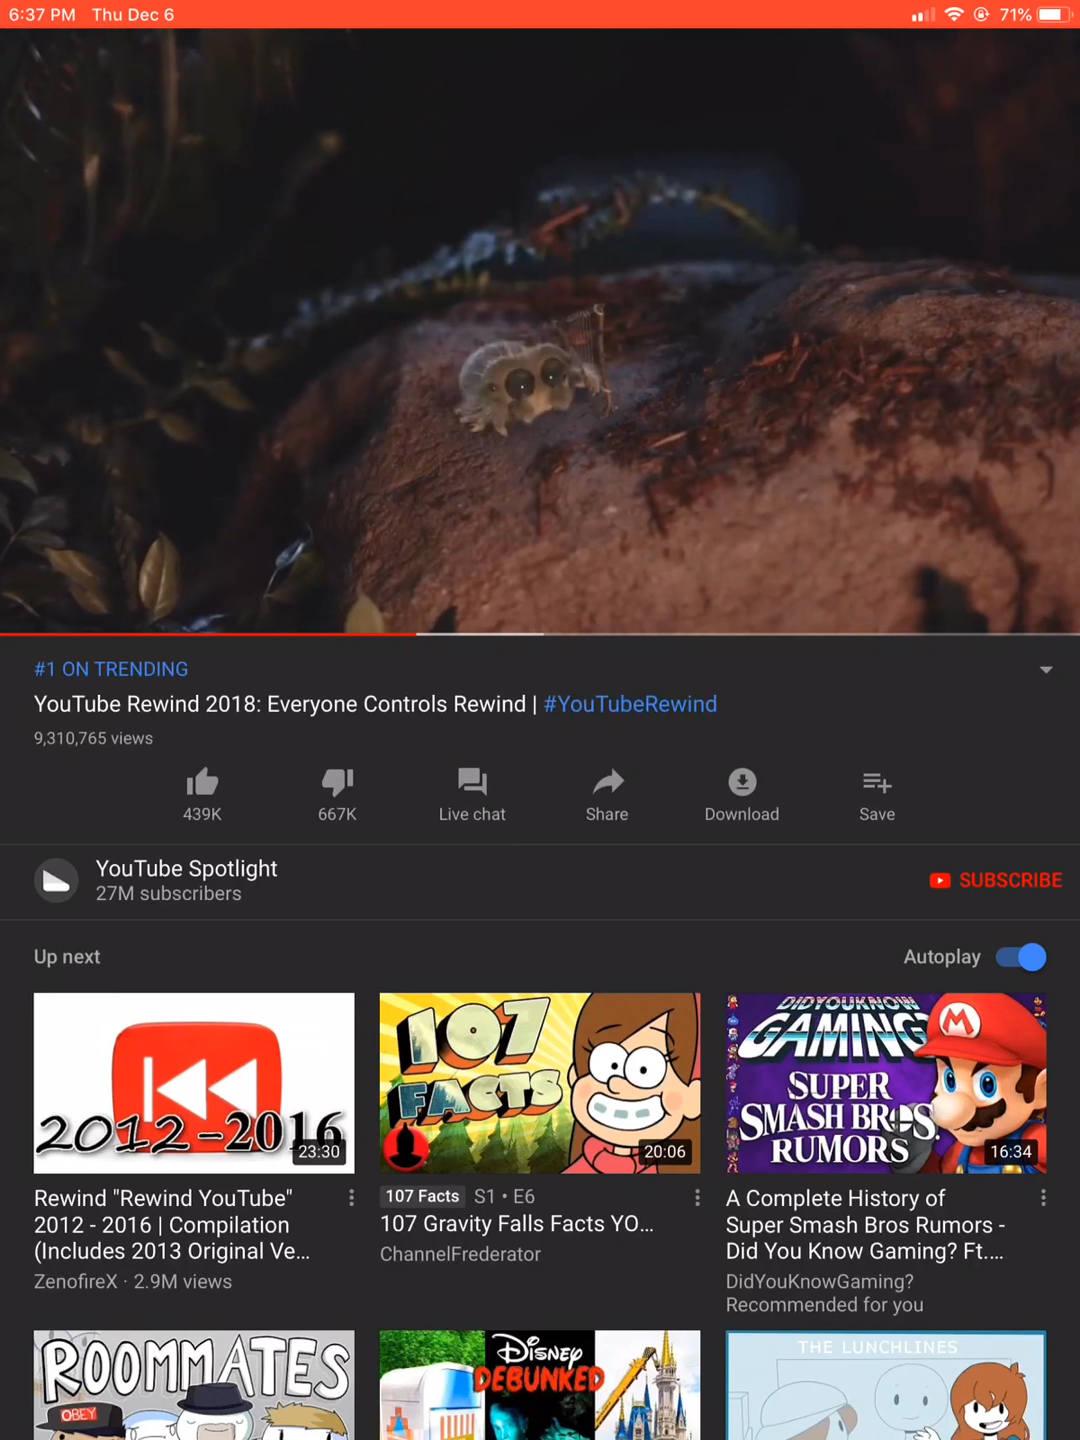 6:37 PM Thu Dec 6 71%
#1 ON TRENDING
YouTube Rewind 2018: Everyone Controls Rewind | #YouTubeRewind
9,310,765 views
439K 667K Live chat Share Download Save
YouTube Spotlight
27M subscribers
SUBSCRIBE
Up next Autoplay
2012-2016
23:30
Rewind "Rewind YouTube"
2012 - 2016 | Compilation
(Includes 2013 Original Ve...
ZenofireX · 2.9M views
107
FACTS
20:06
107 Facts S1 • E6
107 Gravity Falls Facts YO...
ChannelFrederator
DIDYOUKNOW
GAMING?
SUPER
SMASH BROS.
RUMORS
M
16:34
A Complete History of
Super Smash Bros Rumors -
Did You Know Gaming? Ft....
DidYouKnowGaming?
Recommended for you
ROOMMATES
OBEY
DISNEY
DEBUNKED
THE LUNCHLINES